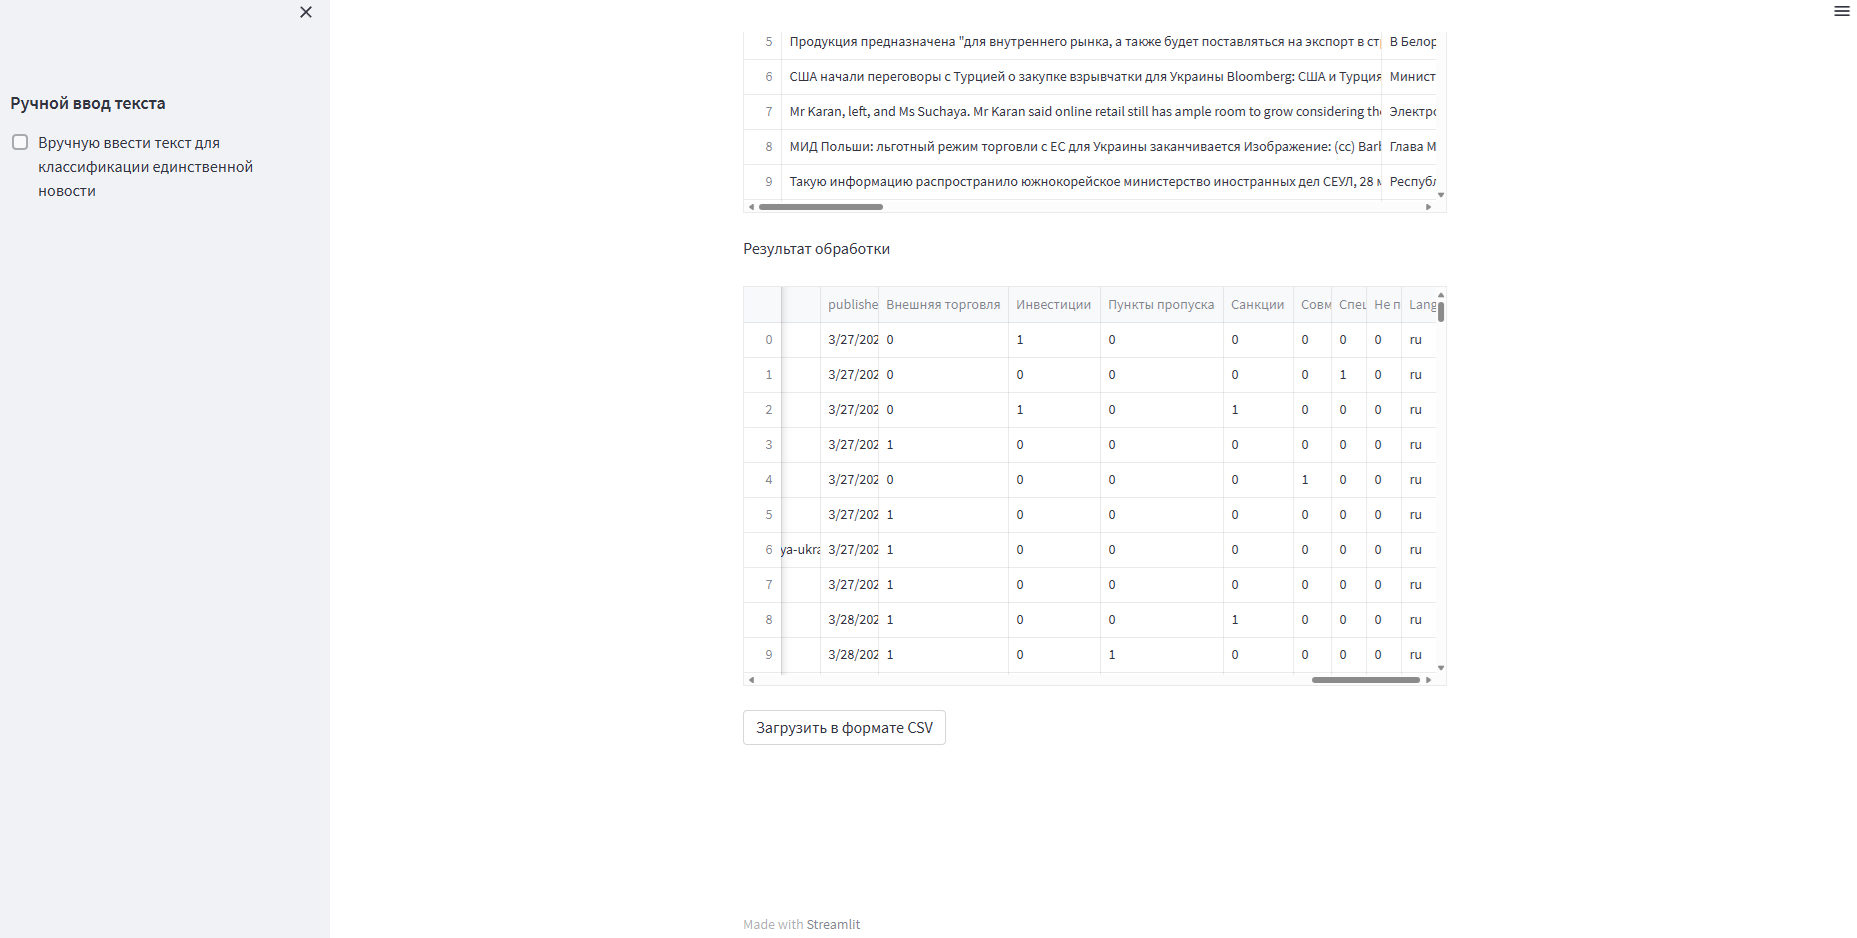 Ручной ввод текста
Вручную ввести текст для
классификации единственной
новости
5 Продукция предназначена "для внутреннего рынка, а также будет поставляться на экспорт в В Белор
6 США начали переговоры с Турцией о закупке взрывчатки для Украины Bloomberg: США и Турция Минист
7 Mr Karan, left, and Ms Suchaya. Mr Karan said online retail still has ample room to grow considering Электро
8 МИД Польши: льготный режим торговли с ЕС для Украины заканчивается Изображение: (cc) Barb Глава М
9 Такую информацию распространило южнокорейское министерство иностранных дел СЕУЛ, 28 Респуб
Результат обработки
publishe Внешняя торговля Инвестиции Пункты пропуска Санкции Совм Спец Не п Lang
0 3/27/202 0 1 0 0 0 0 0 ru
1 3/27/202 0 0 0 0 0 1 0 ru
2 3/27/202 0 1 0 1 0 0 0 ru
3 3/27/202 1 0 0 0 0 0 0 ru
4 3/27/202 0 0 0 0 1 0 0 ru
5 3/27/202 1 0 0 0 0 0 0 ru
6 ya-ukra 3/27/202 1 0 0 0 0 0 0 ru
7 3/27/202 1 0 0 0 0 0 0 ru
8 3/28/202 1 0 0 1 0 0 0 ru
9 3/28/202 1 0 1 0 0 0 0 ru
Загрузить в формате CSV
Made with Streamlit